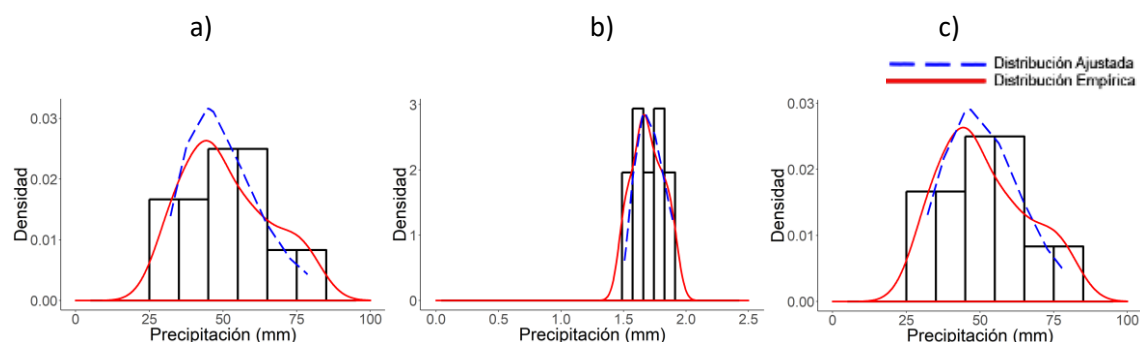 a)
b)
c)
Distribución Ajustada
Distribución Empírica
Densidad
0.03
0.02
0.01
0.00
0
25
50
75
100
Precipitación (mm)
Densidad
3
2
1
0
0.0
0.5
1.0
1.5
2.0
2.5
Precipitación (mm)
Densidad
0.03
0.02
0.01
0.00
0
25
50
75
100
Precipitación (mm)